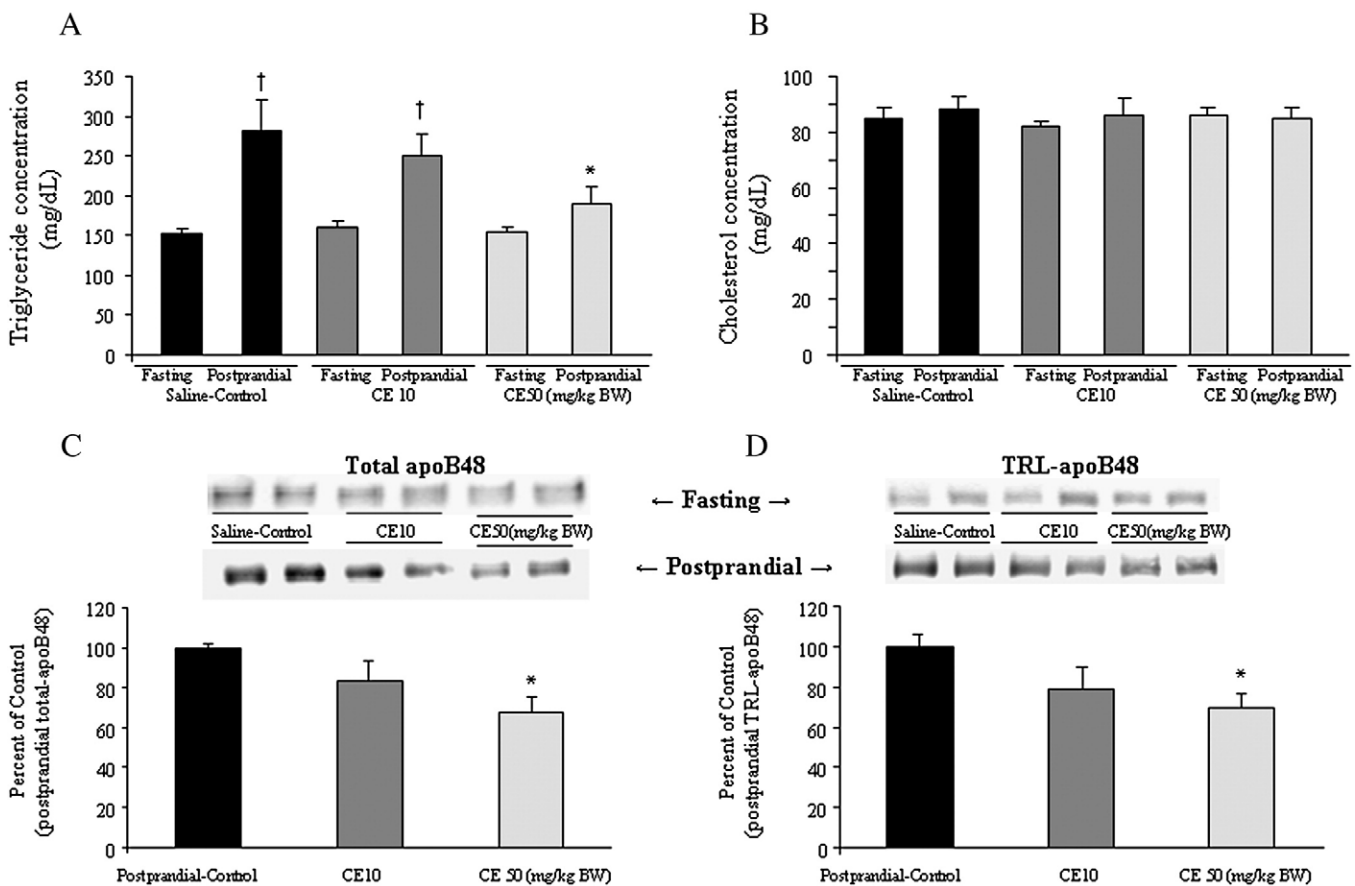 A
Triglyceride concentration
(mg/dL)
350
300
250
200
150
100
50
0
†
†
*
Fasting Postprandial Fasting Postprandial Fasting Postprandial
Saline-Control CE 10 CE50 (mg/kg BW)
B
Cholesterol concentration
(mg/dL)
100
80
60
40
20
0
Fasting Postprandial Fasting Postprandial Fasting Postprandial
Saline-Control CE10 CE 50 (mg/kg BW)
C
Total apoB48
Saline-Control CE10 CE50(mg/kg BW)
← Fasting →
← Postprandial →
Percent of Control
(postprandial total-apoB48)
120
100
80
60
40
20
0
*
Postprandial-Control CE10 CE 50 (mg/kg BW)
D
TRL-apoB48
Saline-Control CE10 CE50(mg/kg BW)
Percent of Control
(postprandial TRL-apoB48)
120
100
80
60
40
20
0
*
Postprandial-Control CE10 CE 50 (mg/kg BW)